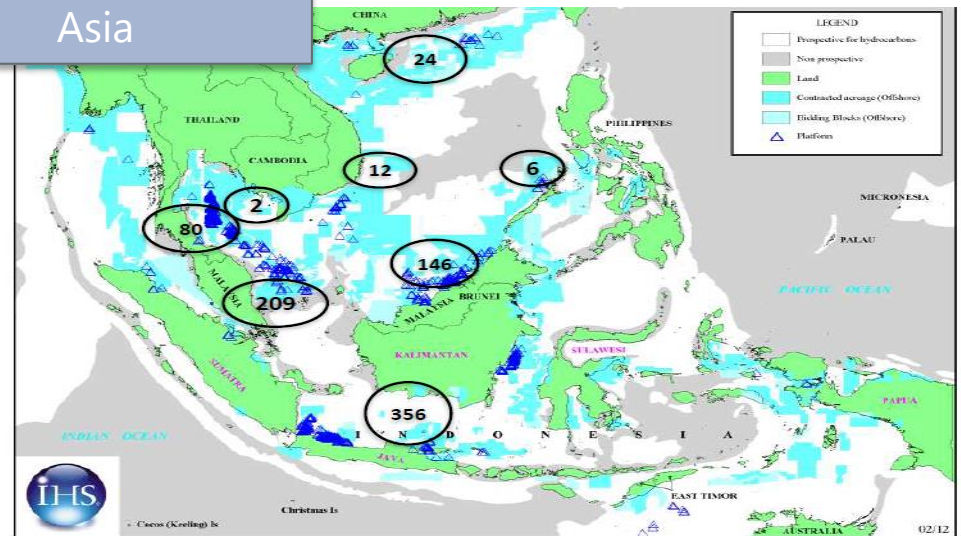 Asia
CHINA
24
LEGEND
Prospective for hydrocarbons
Non prospective
Land
Contracted acreage (Offshore)
Bidding Blocks (Offshore)
Platform
THAILAND
PHILIPPINES
CAMBODIA
12
6
2
MICRONESIA
80
PALAU
146
MALAYSIA
BRUNEI
PACIFIC OCEAN
209
MALAYSIA
KALIMANTAN
SULAWESI
SUMATRA
PAPUA
356
INDIAN OCEAN
INDONESIA
JAVA
IHS
EAST TIMOR
Christmas Is
Cocos (Keeling) Is
AUSTRALIA
02/12